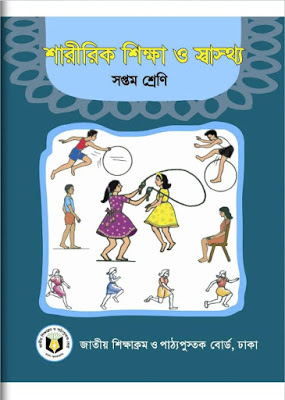 শারীরিক শিক্ষা ও স্বাস্থ্য
সপ্তম শ্রেণি
জাতীয় শিক্ষাক্রম ও পাঠ্যপুস্তক বোর্ড, ঢাকা